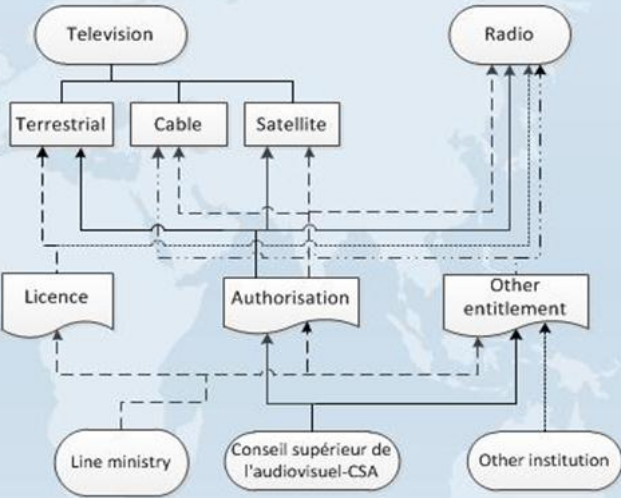 Television
Radio
Terrestrial
Cable
Satellite
Licence
Authorisation
Other
entitlement
Line ministry
Conseil supérieur de
l'audiovisuel-CSA
Other institution